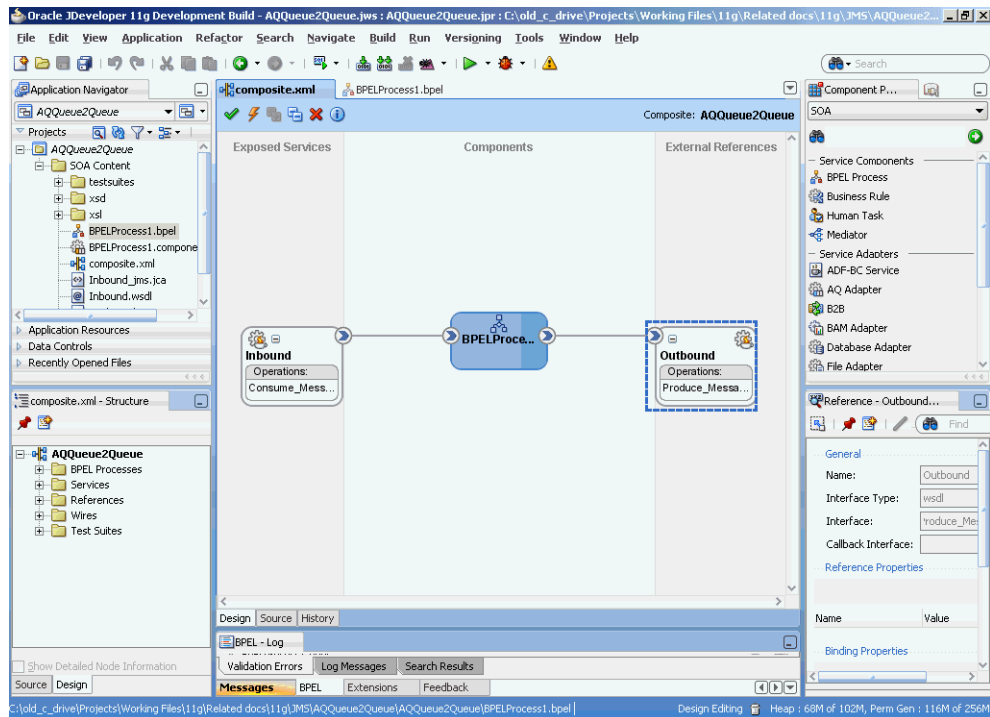 Oracle JDeveloper 11g Development Build - AQQueue2Queue.jws : AQQueue2Queue.jpr : C:\old_c_drive\Projects\Working Files\11g\Related docs\11g\JMS\AQQueue2...
File Edit View Application Refactor Search Navigate Build Run Versioning Tools Window Help
Search
Application Navigator
AQQueue2Queue
Projects
AQQueue2Queue
SOA Content
testsuites
xsd
xsl
BPELProcess1.bpel
BPELProcess1.compone
composite.xml
Inbound_jms.jca
Inbound.wsdl
Application Resources
Data Controls
Recently Opened Files
composite.xml - Structure
AQQueue2Queue
BPEL Processes
Services
References
Wires
Test Suites
Show Detailed Node Information
Source Design
composite.xml BPELProcess1.bpel
Composite: AQQueue2Queue
Exposed Services Components External References
Inbound
Operations:
Consume_Mess...
BPELProce...
Outbound
Operations:
Produce_Messa...
Design Source History
BPEL - Log
Validation Errors Log Messages Search Results
Messages BPEL Extensions Feedback
Component P...
SOA
Service Components
BPEL Process
Business Rule
Human Task
Mediator
Service Adapters
ADF-BC Service
AQ Adapter
B2B
BAM Adapter
Database Adapter
File Adapter
Reference - Outbound...
Find
General
Name: Outbound
Interface Type: wsdl
Interface: roduce_Mes
Callback Interface:
Reference Properties
Name Value
Binding Properties
C:\old_c_drive\Projects\Working Files\11g\Related docs\11g\JMS\AQQueue2Queue\AQQueue2Queue\BPELProcess1.bpel
Design Editing
Heap : 68M of 102M, Perm Gen : 116M of 256M